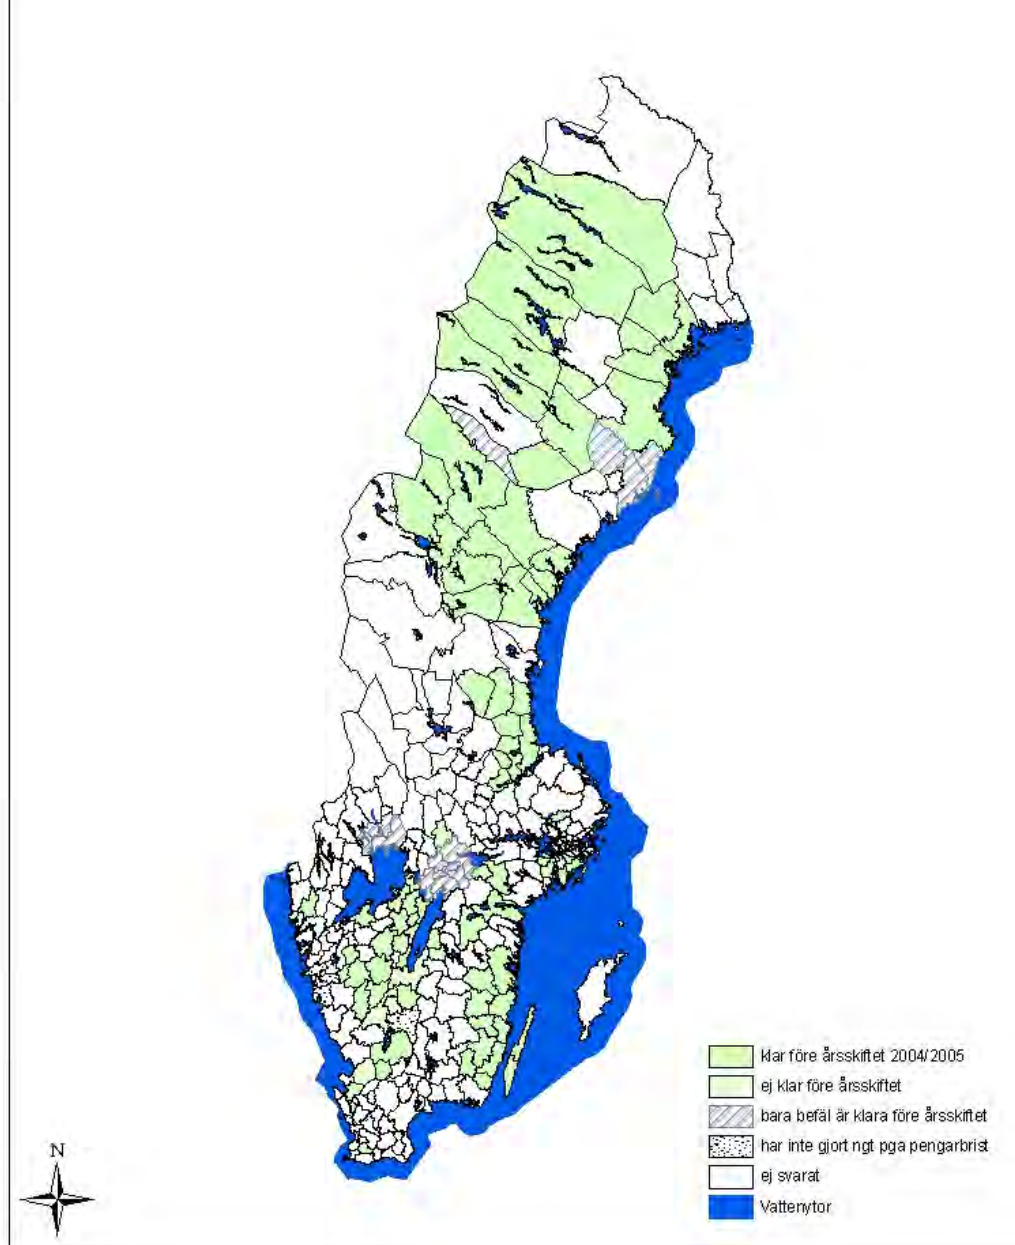 klar före årsskiftet 2004/2005
ej klar före årsskiftet
bara befäl är klara före årsskiftet
har inte gjort ngt pga pengarbrist
ej svarat
Vattenytor
N